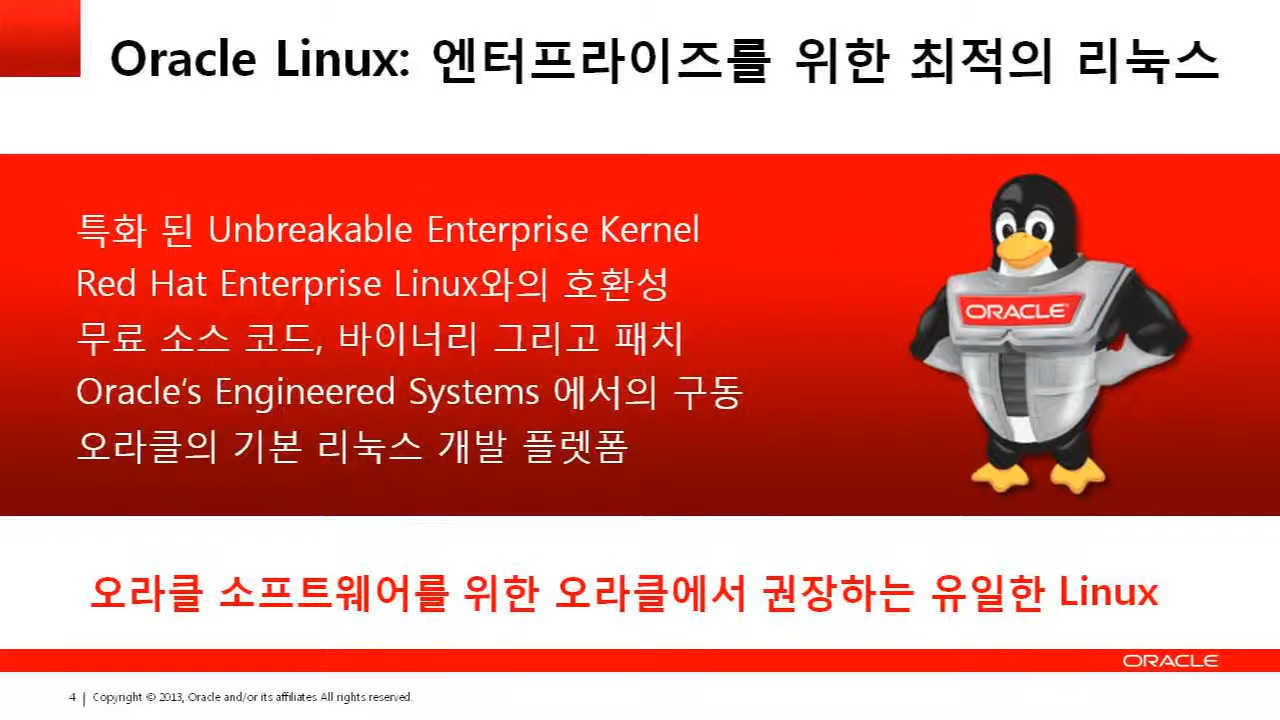 Oracle Linux: 엔터프라이즈를 위한 최적의 리눅스
특화 된 Unbreakable Enterprise Kernel
Red Hat Enterprise Linux와의 호환성
무료 소스 코드, 바이너리 그리고 패치
Oracle's Engineered Systems 에서의 구동
오라클의 기본 리눅스 개발 플렛폼
ORACLE
오라클 소프트웨어를 위한 오라클에서 권장하는 유일한 Linux
ORACLE
4 | Copyright © 2013, Oracle and/or its affiliates. All rights reserved.